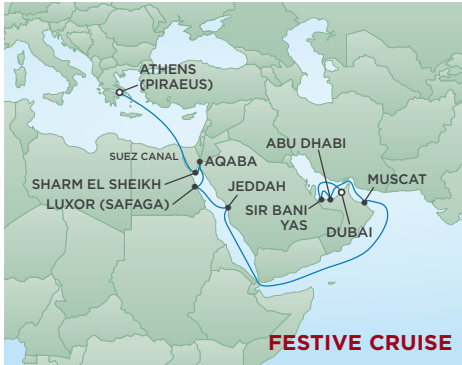 ATHENS
(PIRAEUS)
SUEZ CANAL
AQABA
SHARM EL SHEIKH
LUXOR (SAFAGA)
JEDDAH
ABU DHABI
MUSCAT
SIR BANI
YAS
DUBAI
FESTIVE CRUISE